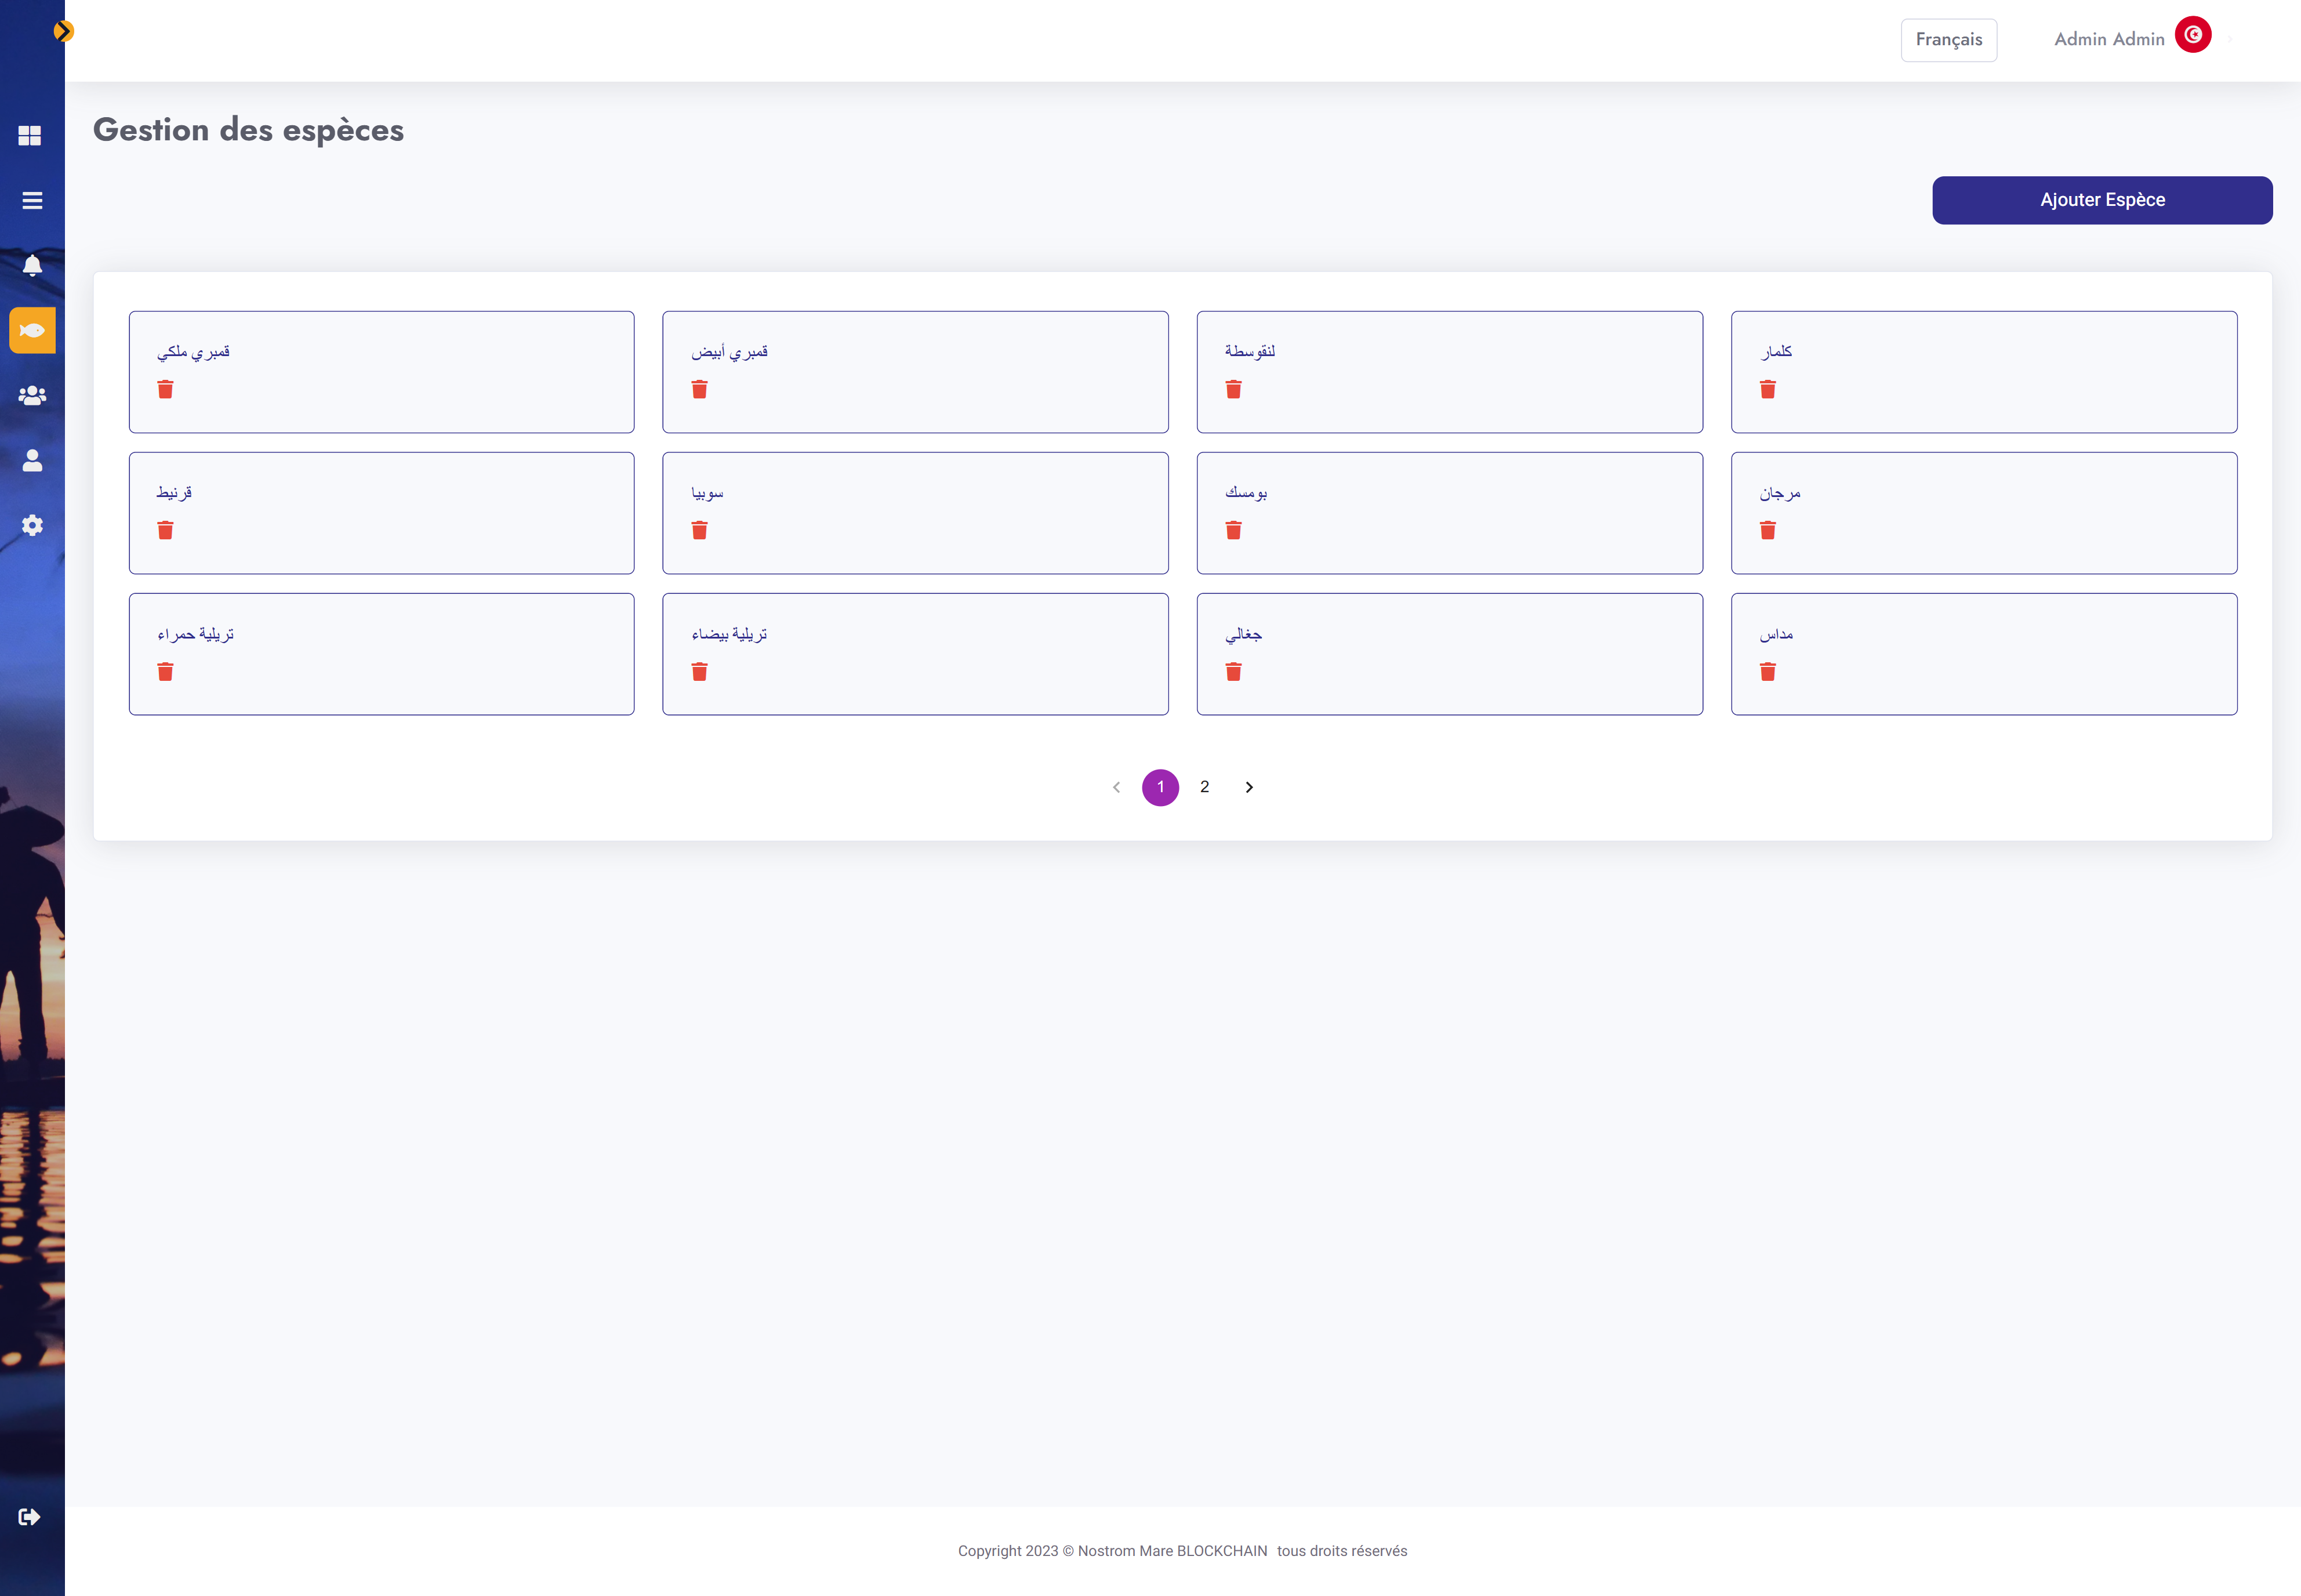 Français
Admin Admin
Gestion des espèces
Ajouter Espèce
قمبري ملكي
قمبري أبيض
لنقوسطة
كلمار
قرنيط
سوبيا
بومسك
مرجان
تريلية حمراء
تريلية بيضاء
جغالي
مداس
1
2
Copyright 2023 © Nostrom Mare BLOCKCHAIN tous droits réservés